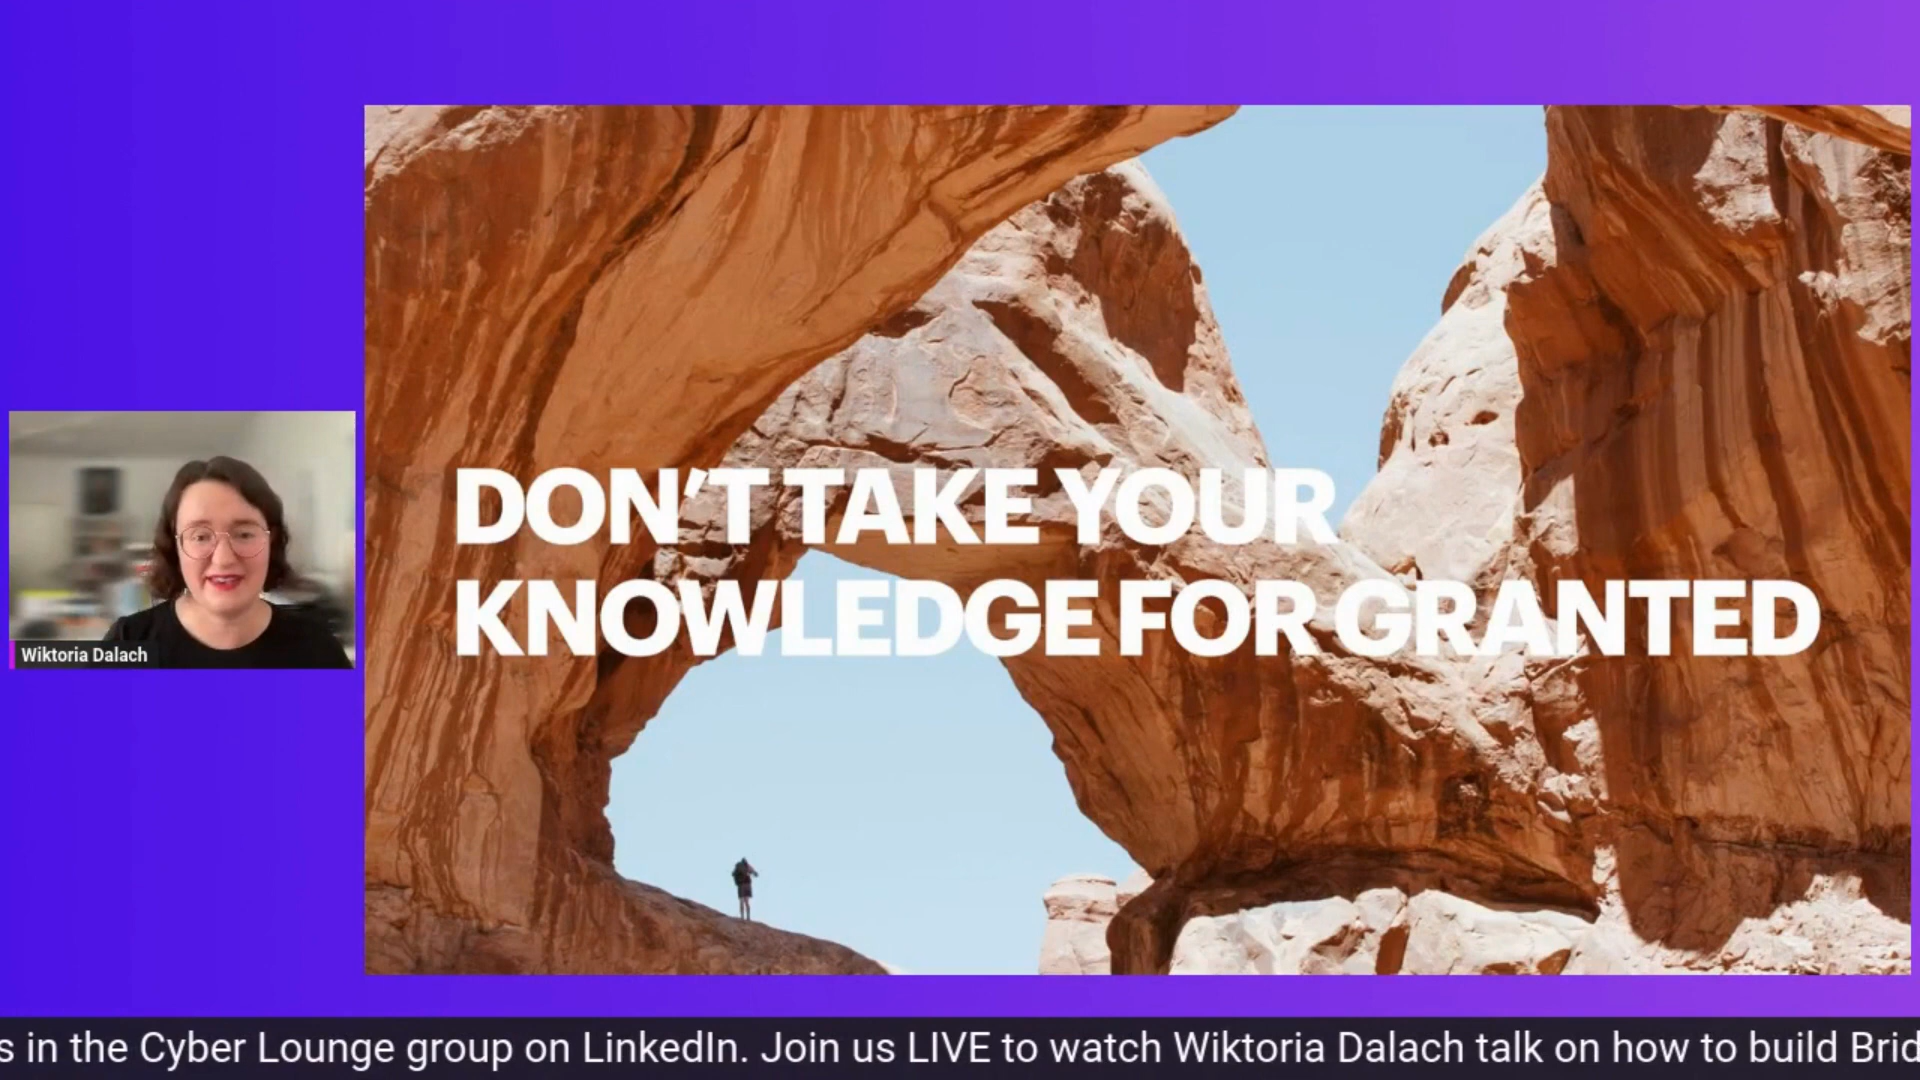 DON'T TAKE YOUR
KNOWLEDGE FOR GRANTED
Wiktoria Dalach
in the Cyber Lounge group on LinkedIn. Join us LIVE to watch Wiktoria Dalach talk on how to build